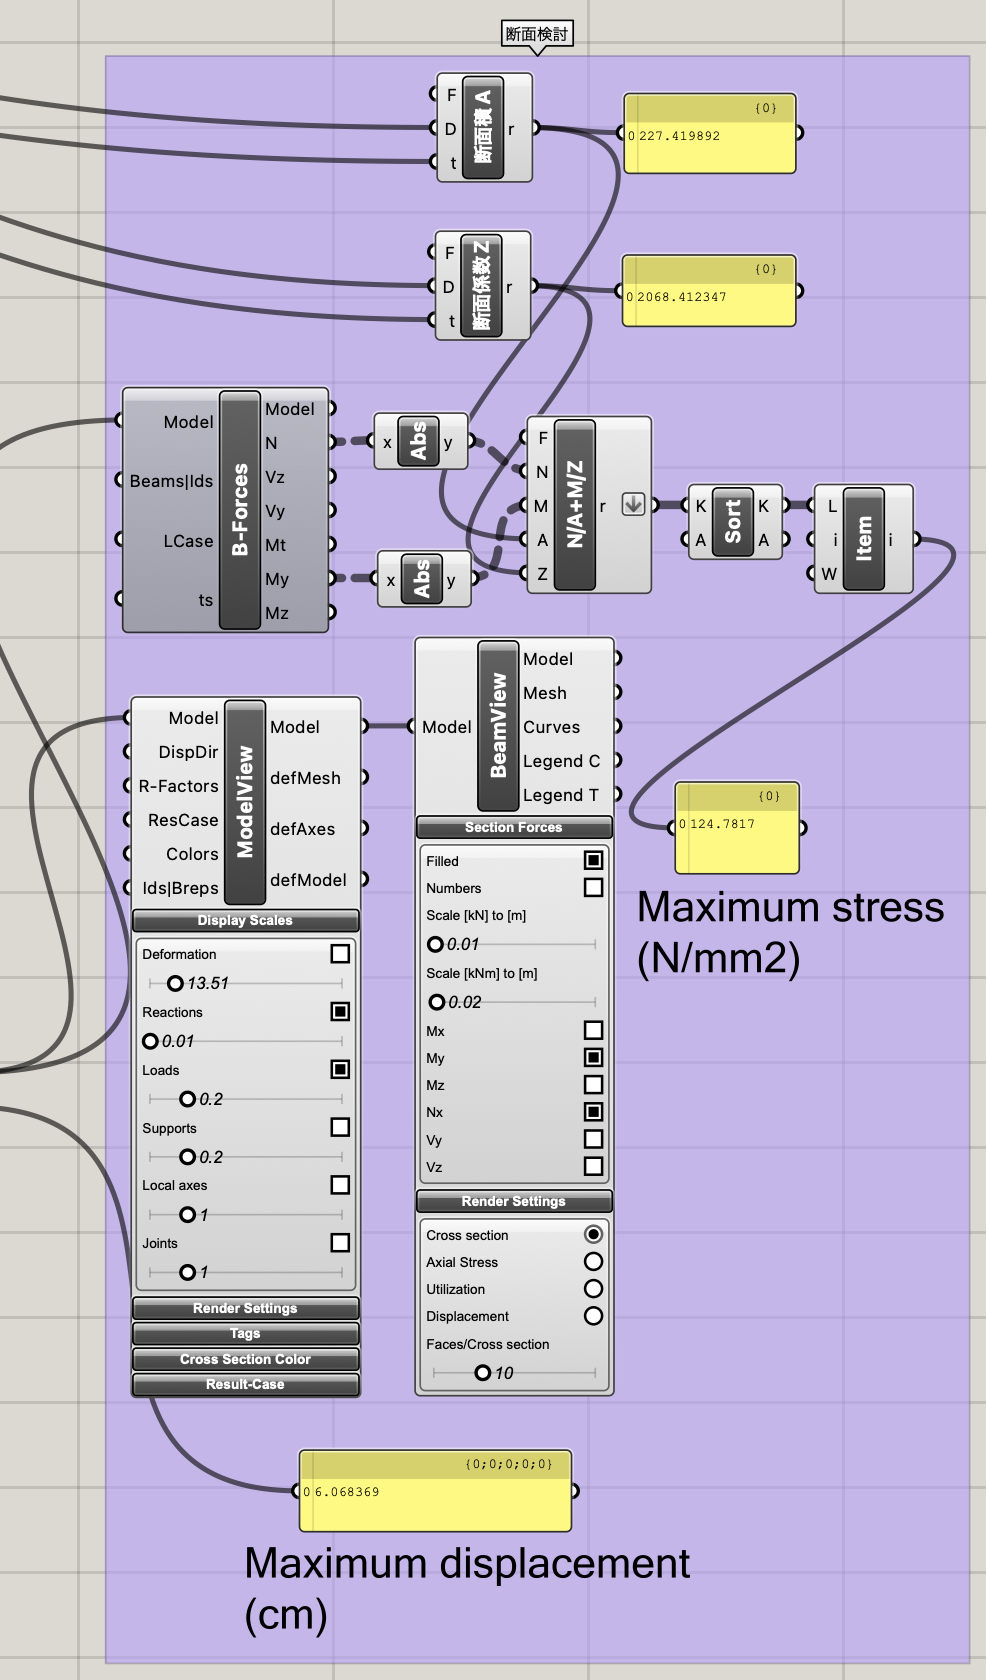 断面検討
F
D
t
断面積 A
r
{0}
0 227.419892
F
D
t
断面係数 Z
r
{0}
0 2068.412347
Model
Beams|Ids
LCase
ts
B-Forces
Model
N
Vz
Vy
Mt
My
Mz
x Abs y
x Abs y
F
N
M
A
Z
N/A+M/Z
r
K
A
Sort
K
A
L
i
W
Item
i
Model
DispDir
R-Factors
ResCase
Colors
Ids|Breps
ModelView
Model
defMesh
defAxes
defModel
Display Scales
Deformation
13.51
Reactions
0.01
Loads
0.2
Supports
0.2
Local axes
1
Joints
1
Render Settings
Tags
Cross Section Color
Result-Case
Model
BeamView
Model
Mesh
Curves
Legend C
Legend T
Section Forces
Filled
Numbers
Scale [kN] to [m]
0.01
Scale [kNm] to [m]
0.02
Mx
My
Mz
Nx
Vy
Vz
Render Settings
Cross section
Axial Stress
Utilization
Displacement
Faces/Cross section
10
{0}
0 124.7817
Maximum stress
(N/mm2)
{0;0;0;0;0}
0 6.068369
Maximum displacement
(cm)